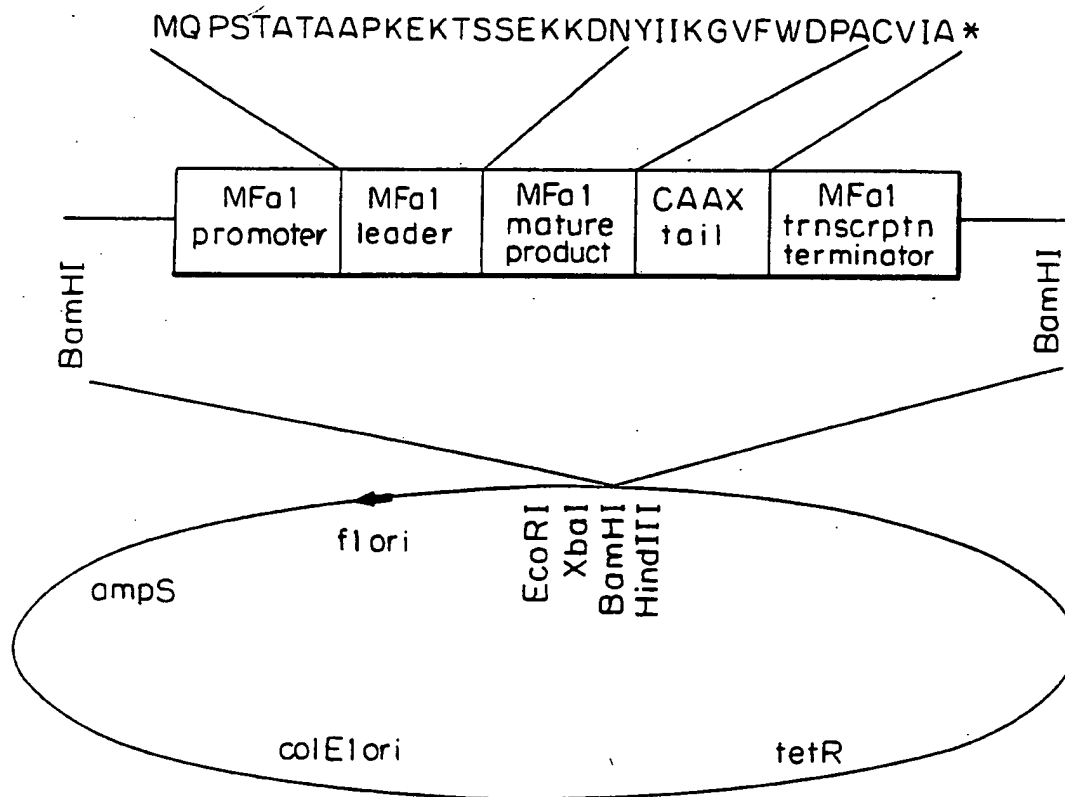 MQPSTATAAPKEKTSSEKKDNYIIKGVFWDPACVIA*
MFa1
promoter
MFa1
leader
MFa1
mature
product
CAAX
tail
MFa1
trnscrptn
terminator
BamHI
BamHI
EcoRI
XbaI
BamHI
HindIII
f1ori
ampS
colE1ori
tetR